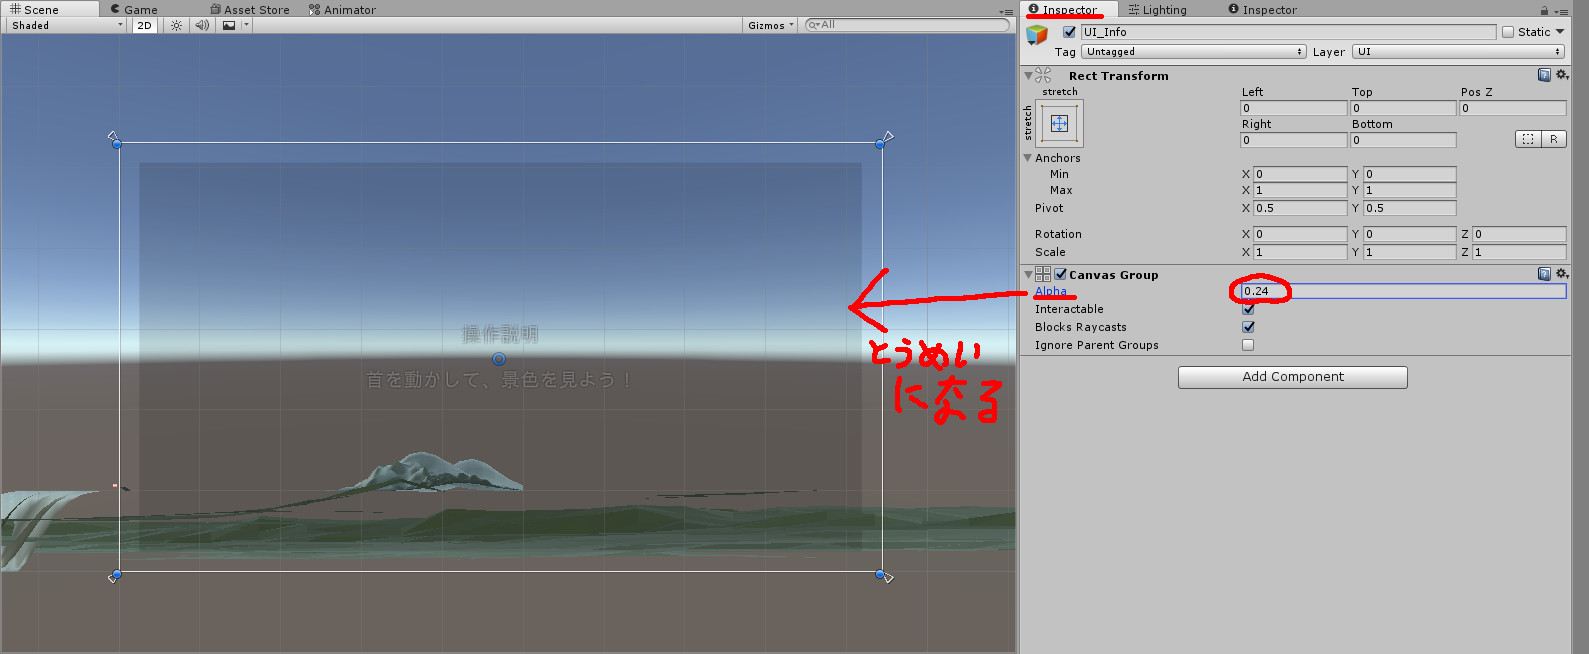 Scene
Game
Asset Store
Animator
Shaded
2D
Gizmos
All
操作説明
首を動かして、景色を見よう！
とうめい
になる
Inspector
Lighting
Inspector
UI_Info
Static
Tag Untagged Layer UI
Rect Transform
stretch
stretch
Left Top Pos Z
0 0 0
Right Bottom
0 0
R
Anchors
Min X 0 Y 0
Max X 1 Y 1
Pivot X 0.5 Y 0.5
Rotation X 0 Y 0 Z 0
Scale X 1 Y 1 Z 1
Canvas Group
Alpha 0.24
Interactable
Blocks Raycasts
Ignore Parent Groups
Add Component